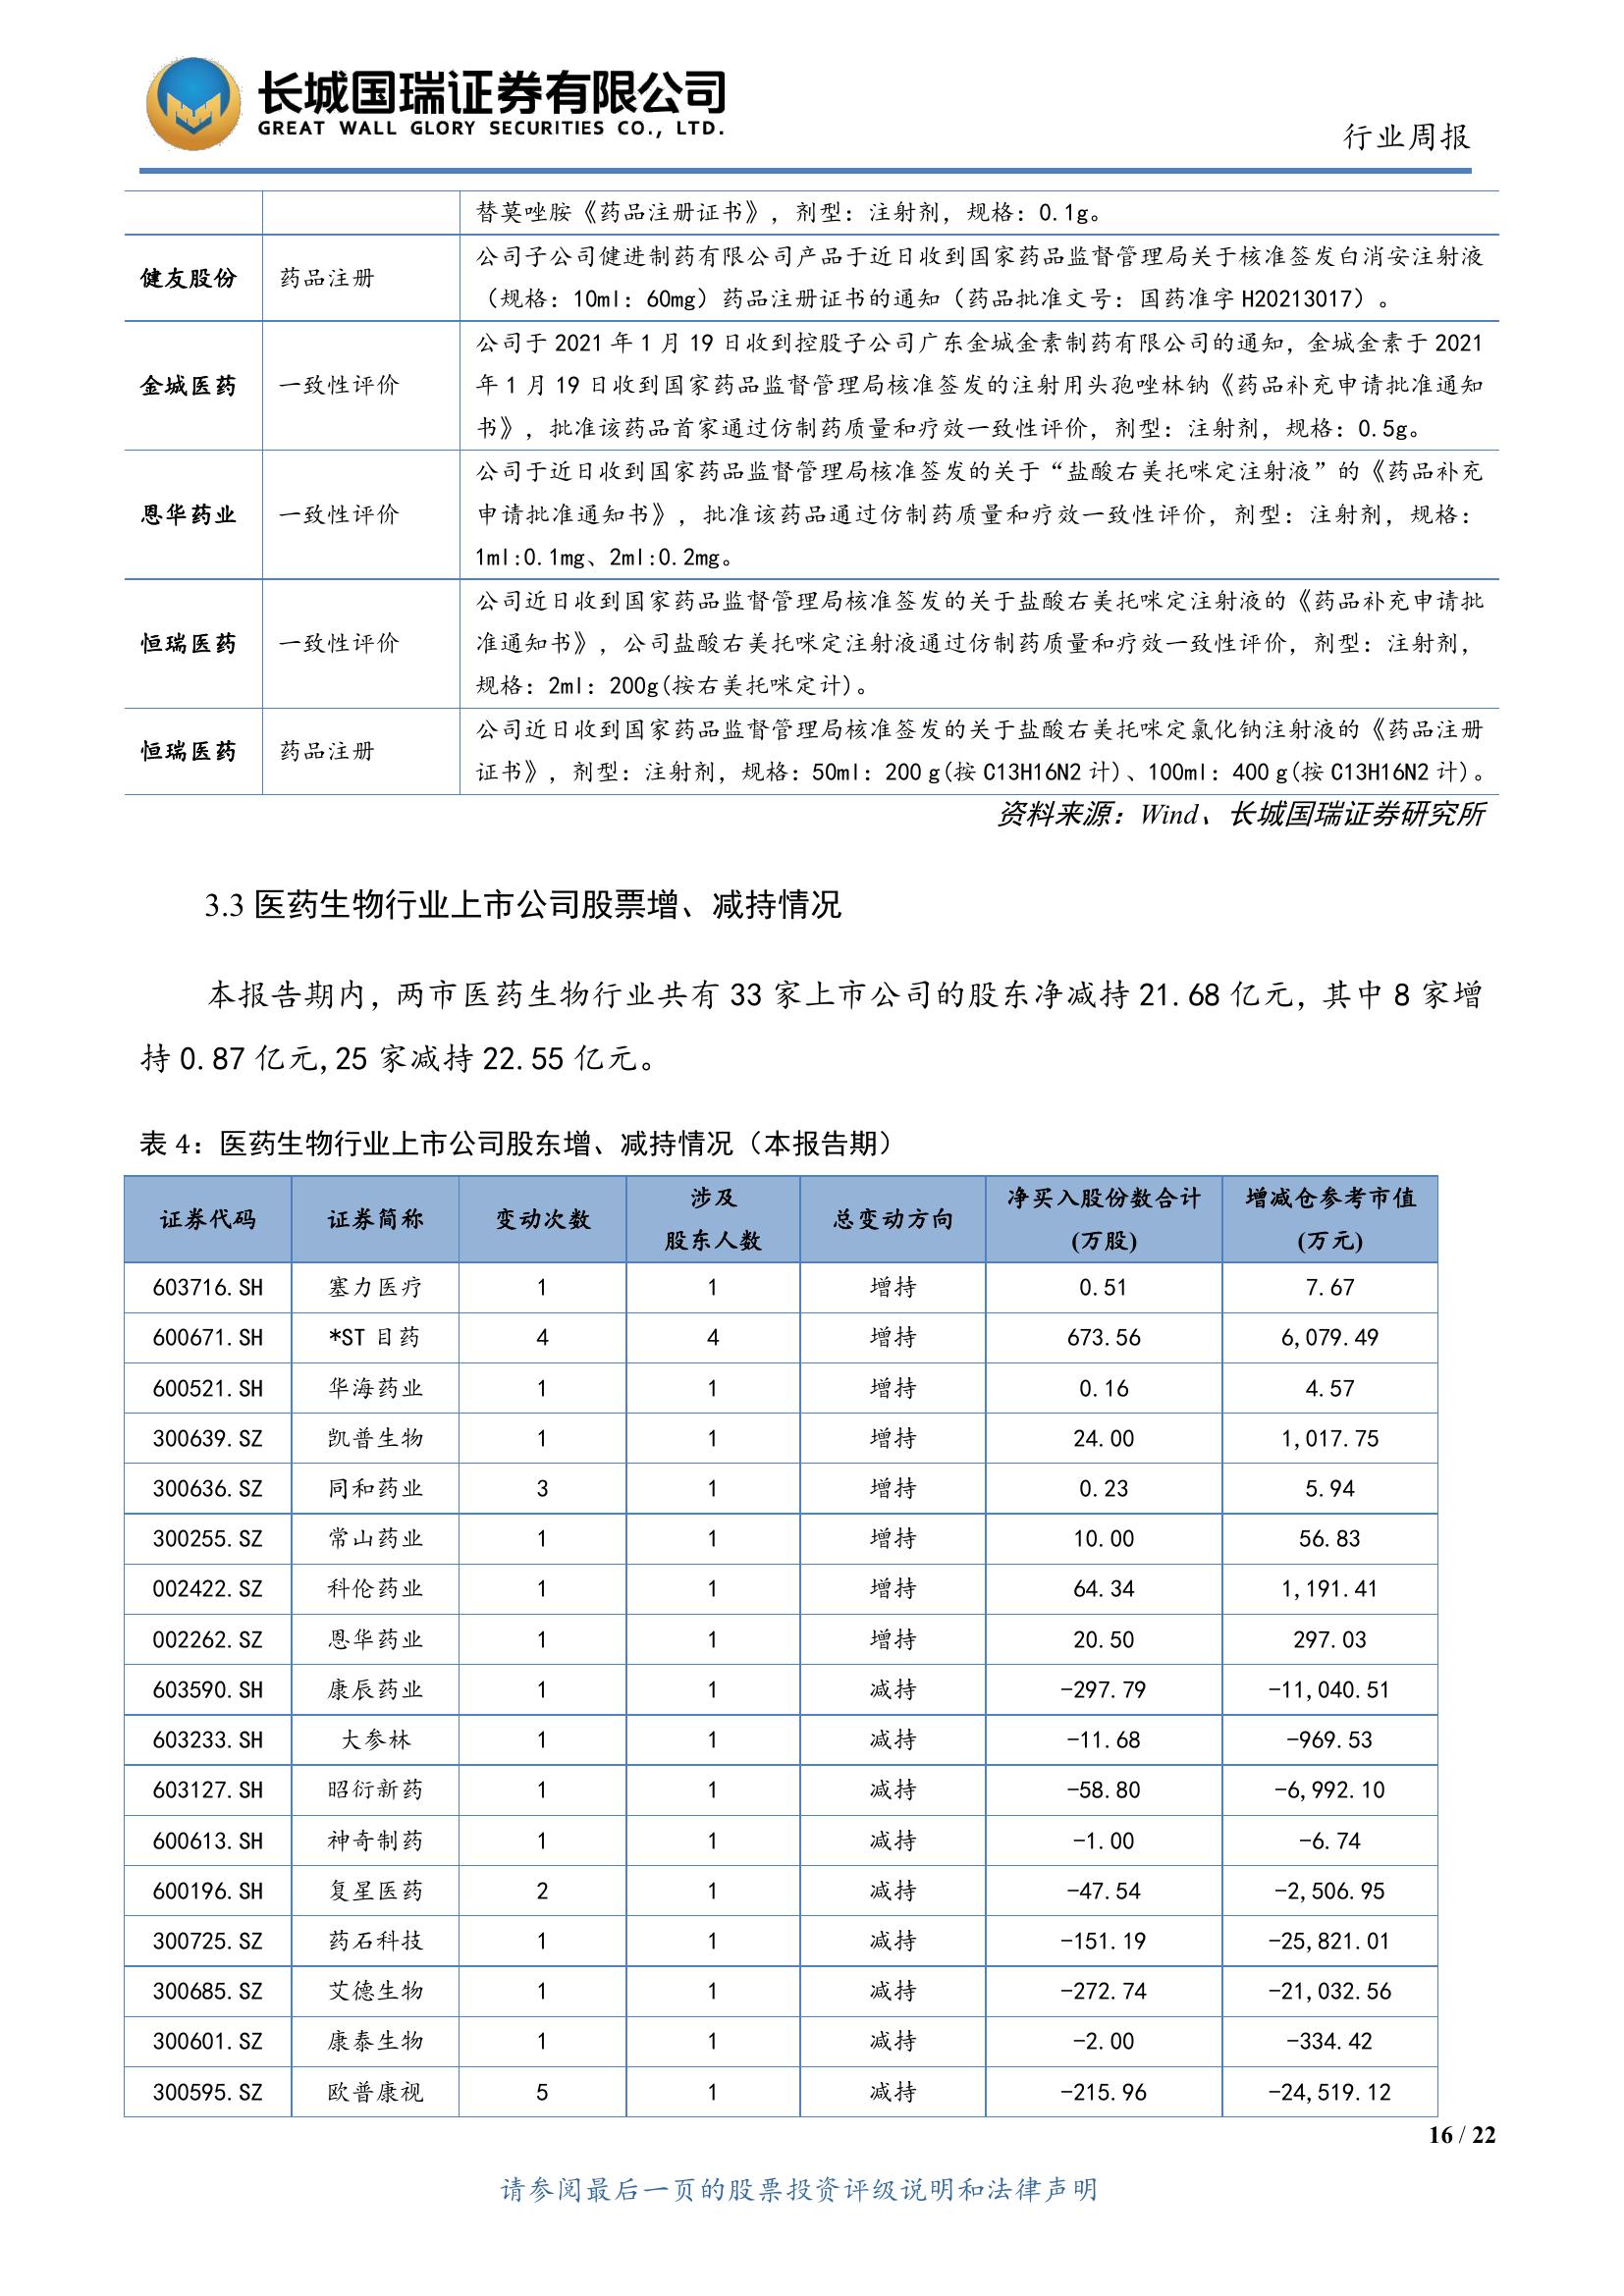 长城国瑞证券有限公司
GREAT WALL GLORY SECURITIES CO., LTD.
行业周报
替莫唑胺《药品注册证书》，剂型：注射剂，规格：0.1g。
健友股份 药品注册 公司子公司健进制药有限公司产品于近日收到国家药品监督管理局关于核准签发白消安注射液
（规格：10ml：60mg）药品注册证书的通知（药品批准文号：国药准字 H20213017）。
金城医药 一致性评价 公司于 2021 年 1 月 19 日收到控股子公司广东金城金素制药有限公司的通知，金城金素于 2021
年 1 月 19 日收到国家药品监督管理局核准签发的注射用头孢唑林钠《药品补充申请批准通知
书》，批准该药品首家通过仿制药质量和疗效一致性评价，剂型：注射剂，规格：0.5g。
恩华药业 一致性评价 公司于近日收到国家药品监督管理局核准签发的关于“盐酸右美托咪定注射液”的《药品补充
申请批准通知书》，批准该药品通过仿制药质量和疗效一致性评价，剂型：注射剂，规格：
1ml:0.1mg、2ml:0.2mg。
恒瑞医药 一致性评价 公司近日收到国家药品监督管理局核准签发的关于盐酸右美托咪定注射液的《药品补充申请批
准通知书》，公司盐酸右美托咪定注射液通过仿制药质量和疗效一致性评价，剂型：注射剂，
规格：2ml：200g(按右美托咪定计)。
恒瑞医药 药品注册 公司近日收到国家药品监督管理局核准签发的关于盐酸右美托咪定氯化钠注射液的《药品注册
证书》，剂型：注射剂，规格：50ml：200 g(按 C13H16N2 计)、100ml：400 g(按 C13H16N2 计)。
资料来源：Wind、长城国瑞证券研究所
3.3 医药生物行业上市公司股票增、减持情况
本报告期内，两市医药生物行业共有 33 家上市公司的股东净减持 21.68 亿元，其中 8 家增
持 0.87 亿元,25 家减持 22.55 亿元。
表 4：医药生物行业上市公司股东增、减持情况（本报告期）
证券代码 证券简称 变动次数 涉及股东人数 总变动方向 净买入股份数合计(万股) 增减仓参考市值(万元)
603716.SH 塞力医疗 1 1 增持 0.51 7.67
600671.SH *ST 目药 4 4 增持 673.56 6,079.49
600521.SH 华海药业 1 1 增持 0.16 4.57
300639.SZ 凯普生物 1 1 增持 24.00 1,017.75
300636.SZ 同和药业 3 1 增持 0.23 5.94
300255.SZ 常山药业 1 1 增持 10.00 56.83
002422.SZ 科伦药业 1 1 增持 64.34 1,191.41
002262.SZ 恩华药业 1 1 增持 20.50 297.03
603590.SH 康辰药业 1 1 减持 -297.79 -11,040.51
603233.SH 大参林 1 1 减持 -11.68 -969.53
603127.SH 昭衍新药 1 1 减持 -58.80 -6,992.10
600613.SH 神奇制药 1 1 减持 -1.00 -6.74
600196.SH 复星医药 2 1 减持 -47.54 -2,506.95
300725.SZ 药石科技 1 1 减持 -151.19 -25,821.01
300685.SZ 艾德生物 1 1 减持 -272.74 -21,032.56
300601.SZ 康泰生物 1 1 减持 -2.00 -334.42
300595.SZ 欧普康视 5 1 减持 -215.96 -24,519.12
16 / 22
请参阅最后一页的股票投资评级说明和法律声明